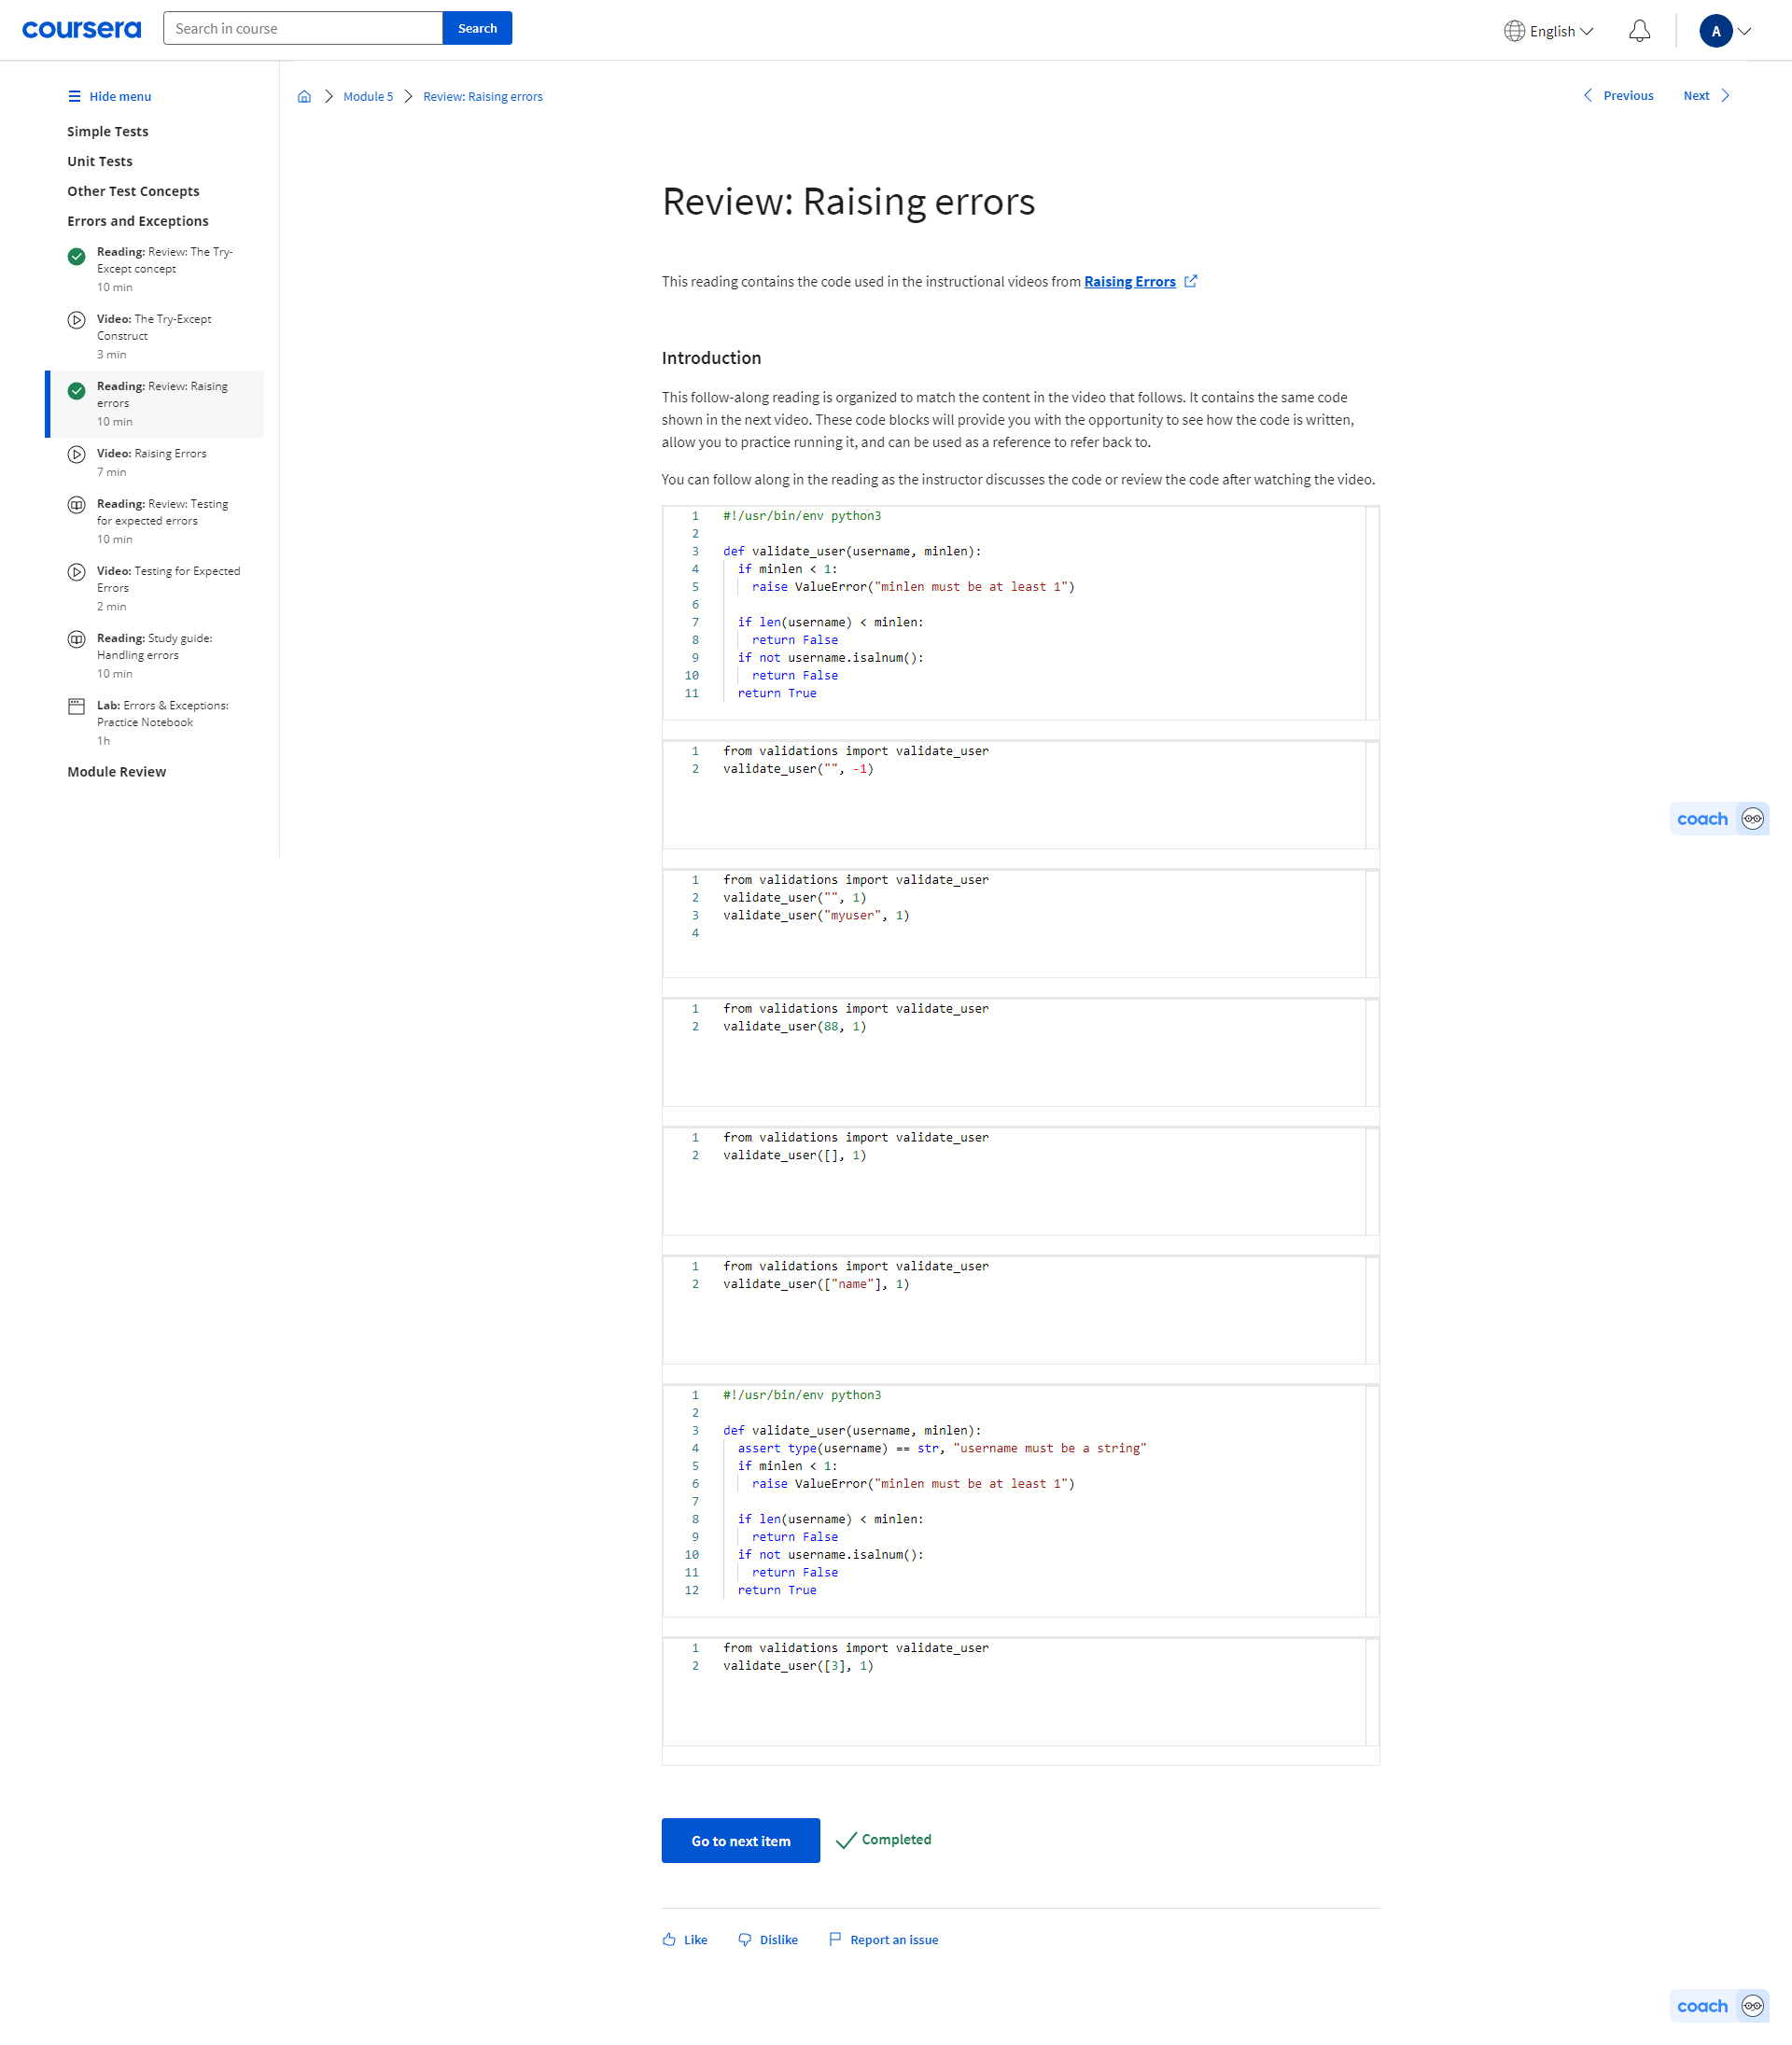 coursera
Search in course
Search
English
A
Hide menu
Simple Tests
Unit Tests
Other Test Concepts
Errors and Exceptions
Reading: Review: The Try-
Except concept
10 min
Video: The Try-Except
Construct
3 min
Reading: Review: Raising
errors
10 min
Video: Raising Errors
7 min
Reading: Review: Testing
for expected errors
10 min
Video: Testing for Expected
Errors
2 min
Reading: Study guide:
Handling errors
10 min
Lab: Errors & Exceptions:
Practice Notebook
1h
Module Review
Module 5
Review: Raising errors
Previous
Next
Review: Raising errors
This reading contains the code used in the instructional videos from Raising Errors
Introduction
This follow-along reading is organized to match the content in the video that follows. It contains the same code
shown in the next video. These code blocks will provide you with the opportunity to see how the code is written,
allow you to practice running it, and can be used as a reference to refer back to.
You can follow along in the reading as the instructor discusses the code or review the code after watching the video.
1 #!/usr/bin/env python3
2
3 def validate_user(username, minlen):
4 if minlen < 1:
5 raise ValueError("minlen must be at least 1")
6
7 if len(username) < minlen:
8 return False
9 if not username.isalnum():
10 return False
11 return True
1 from validations import validate_user
2 validate_user("", -1)
1 from validations import validate_user
2 validate_user("", 1)
3 validate_user("myuser", 1)
4
1 from validations import validate_user
2 validate_user(88, 1)
1 from validations import validate_user
2 validate_user([], 1)
1 from validations import validate_user
2 validate_user(["name"], 1)
1 #!/usr/bin/env python3
2
3 def validate_user(username, minlen):
4 assert type(username) == str, "username must be a string"
5 if minlen < 1:
6 raise ValueError("minlen must be at least 1")
7
8 if len(username) < minlen:
9 return False
10 if not username.isalnum():
11 return False
12 return True
1 from validations import validate_user
2 validate_user([3], 1)
coach
Go to next item
Completed
Like
Dislike
Report an issue
coach